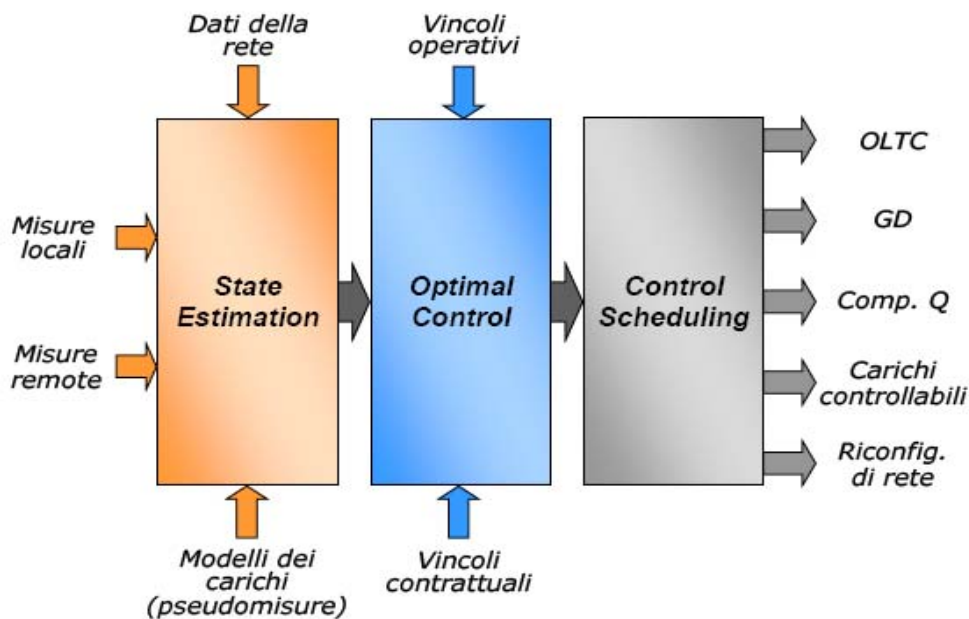 Dati della
rete
Vincoli
operativi
Misure
locali
Misure
remote
State
Estimation
Optimal
Control
Control
Scheduling
OLTC
GD
Comp. Q
Carichi
controllabili
Riconfig.
di rete
Modelli dei
carichi
(pseudomisure)
Vincoli
contrattuali